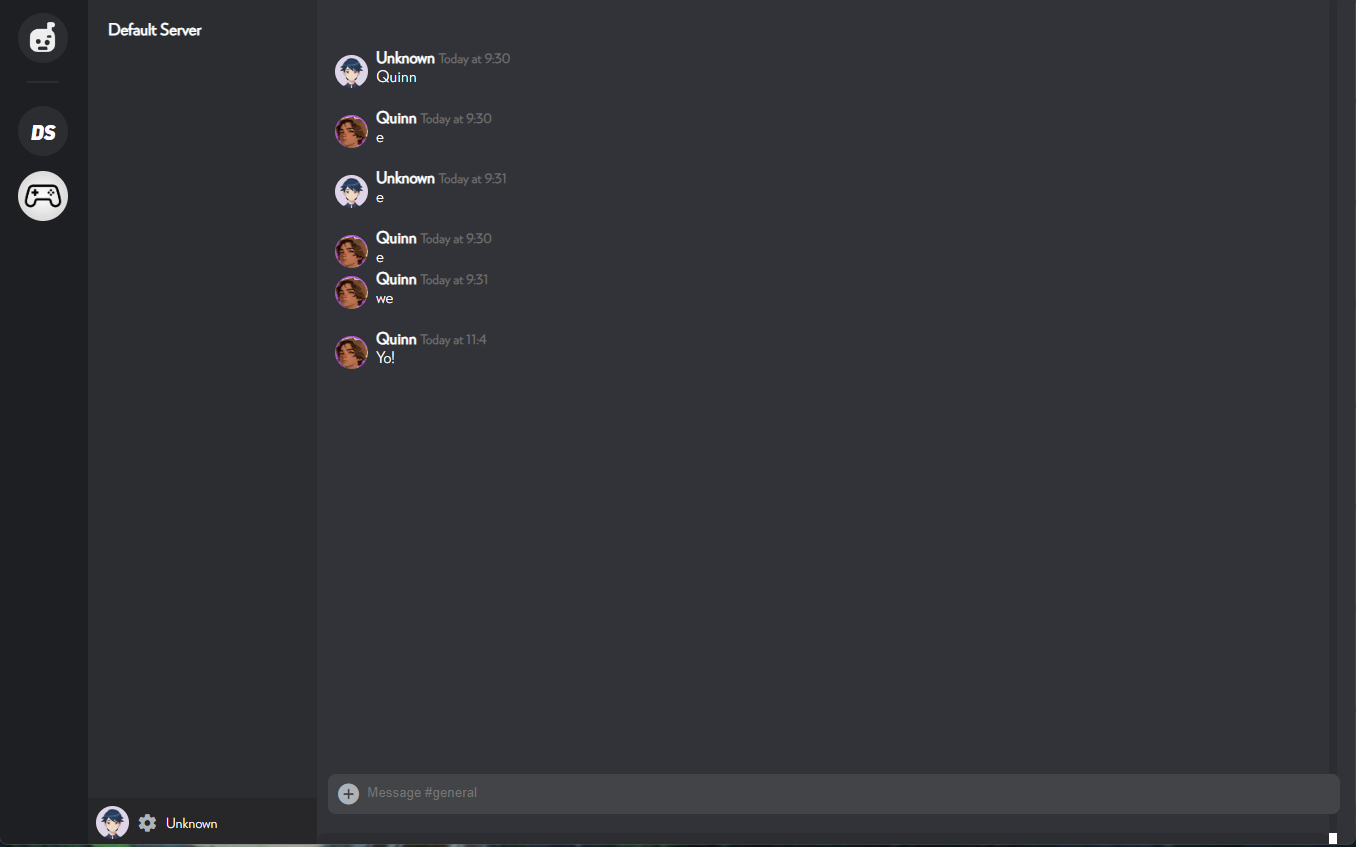 Default Server
DS
Unknown Today at 9:30
Quinn
Quinn Today at 9:30
e
Unknown Today at 9:31
e
Quinn Today at 9:30
e
Quinn Today at 9:31
we
Quinn Today at 11:4
Yo!
Message #general
Unknown